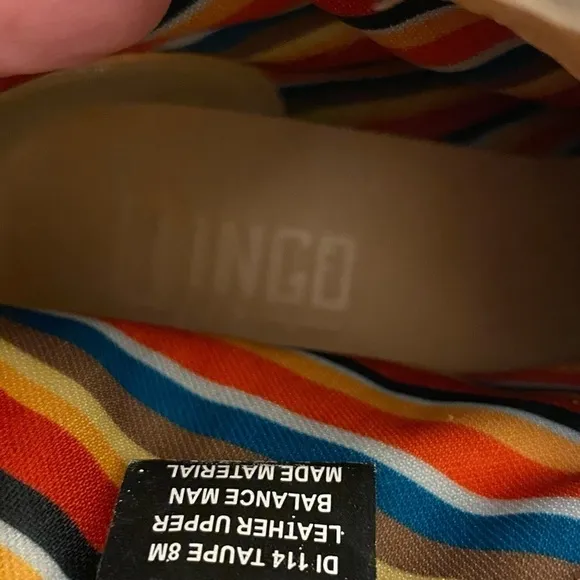 INGO
DI 114 TAUPE 8M
LEATHER UPPER
BALANCE MAN
MADE MATERIAL